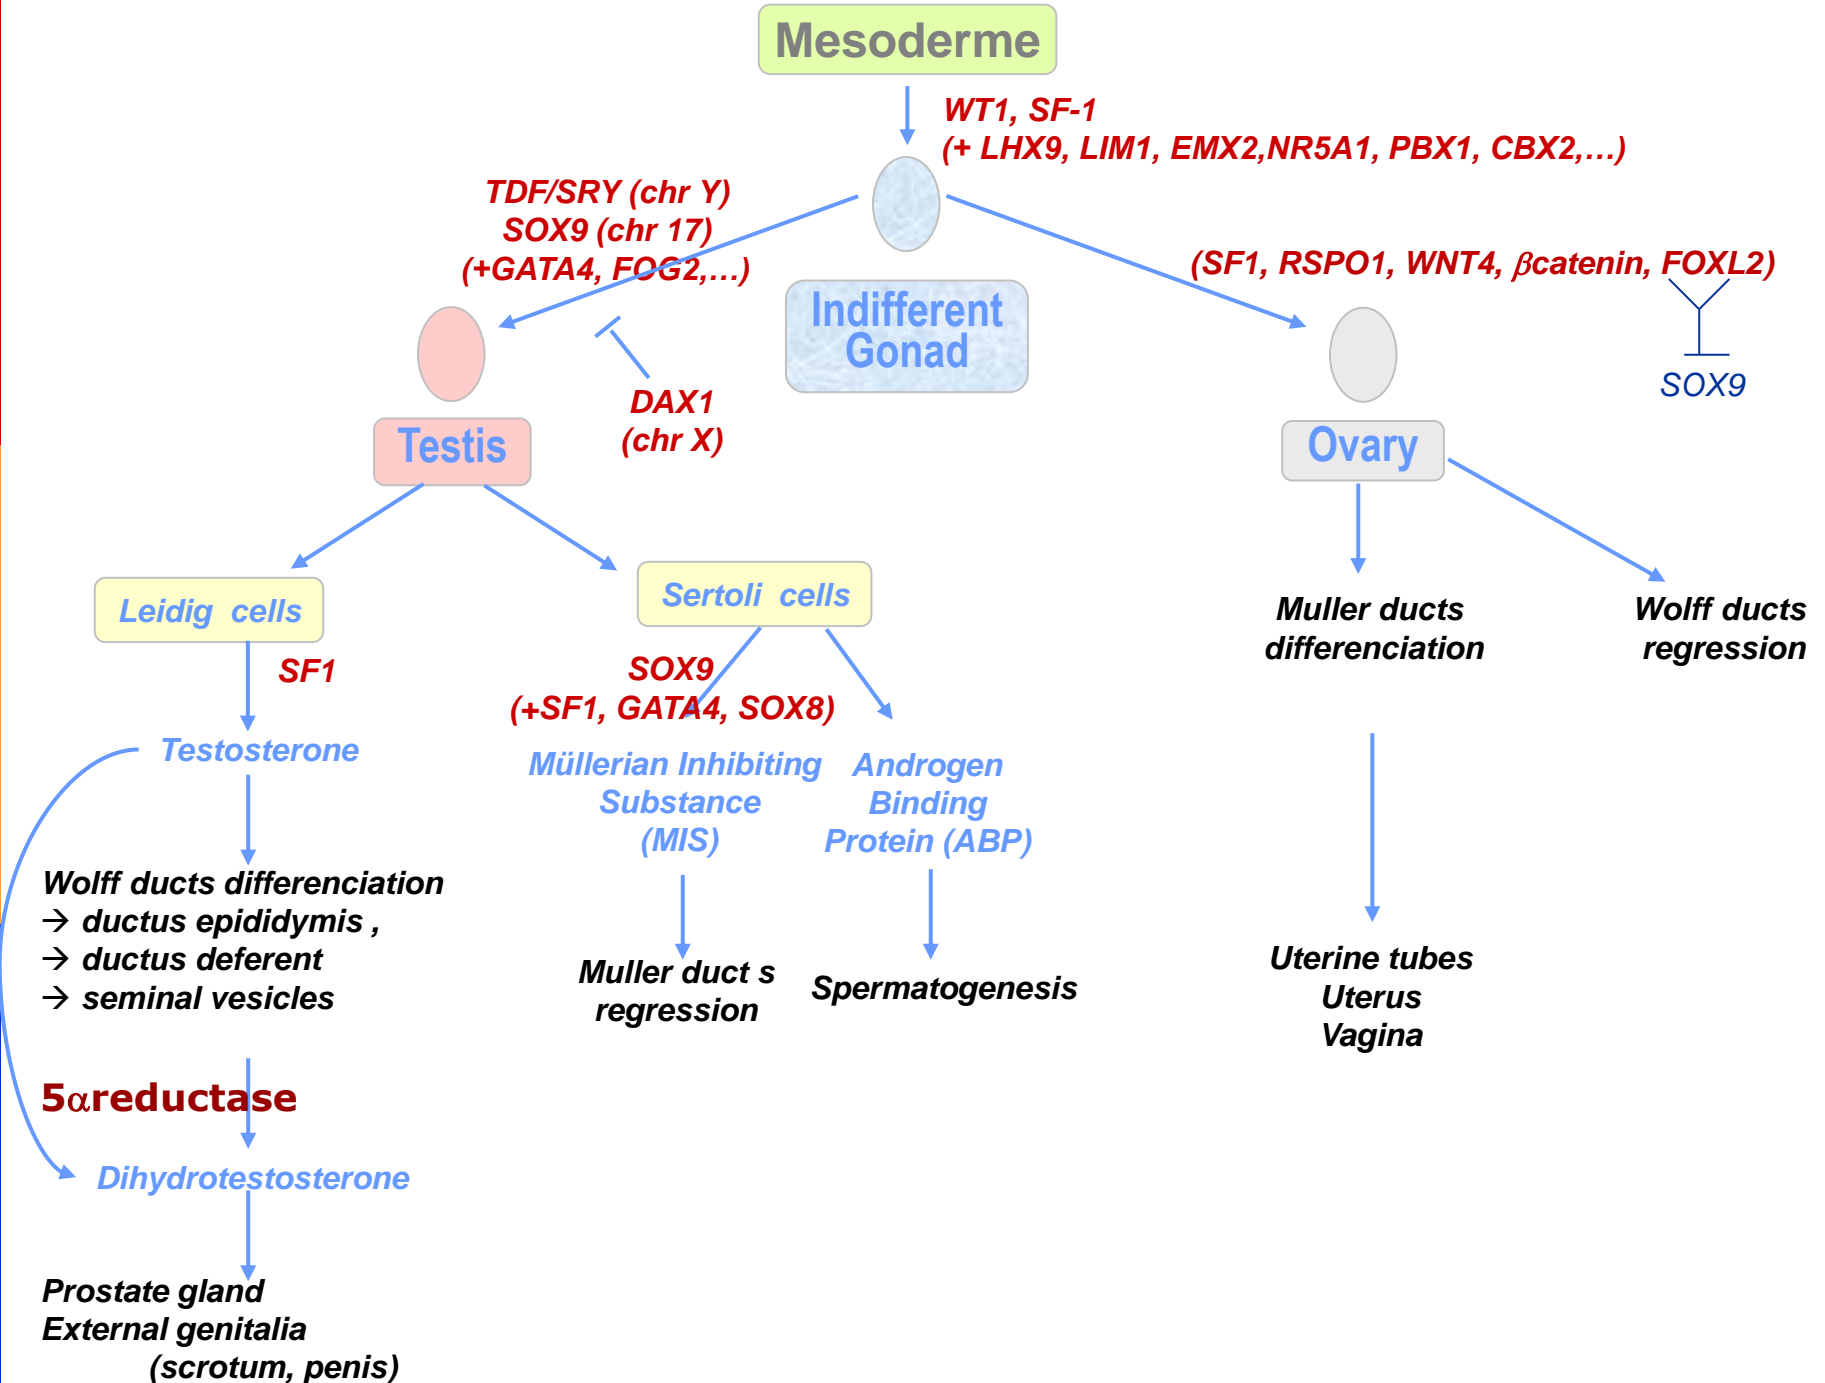 Mesoderme
WT1, SF-1
(+ LHX9, LIM1, EMX2,NR5A1, PBX1, CBX2,…)
TDF/SRY (chr Y)
SOX9 (chr 17)
(+GATA4, FOG2,…)
(SF1, RSPO1, WNT4, βcatenin, FOXL2)
SOX9
Indifferent
Gonad
DAX1
(chr X)
Testis
Ovary
Leidig cells
Sertoli cells
Muller ducts
differenciation
Wolff ducts
regression
SF1
SOX9
(+SF1, GATA4, SOX8)
Testosterone
Müllerian Inhibiting
Substance
(MIS)
Androgen
Binding
Protein (ABP)
Wolff ducts differenciation
→ ductus epididymis ,
→ ductus deferent
→ seminal vesicles
Muller duct s
regression
Spermatogenesis
Uterine tubes
Uterus
Vagina
5αreductase
Dihydrotestosterone
Prostate gland
External genitalia
(scrotum, penis)